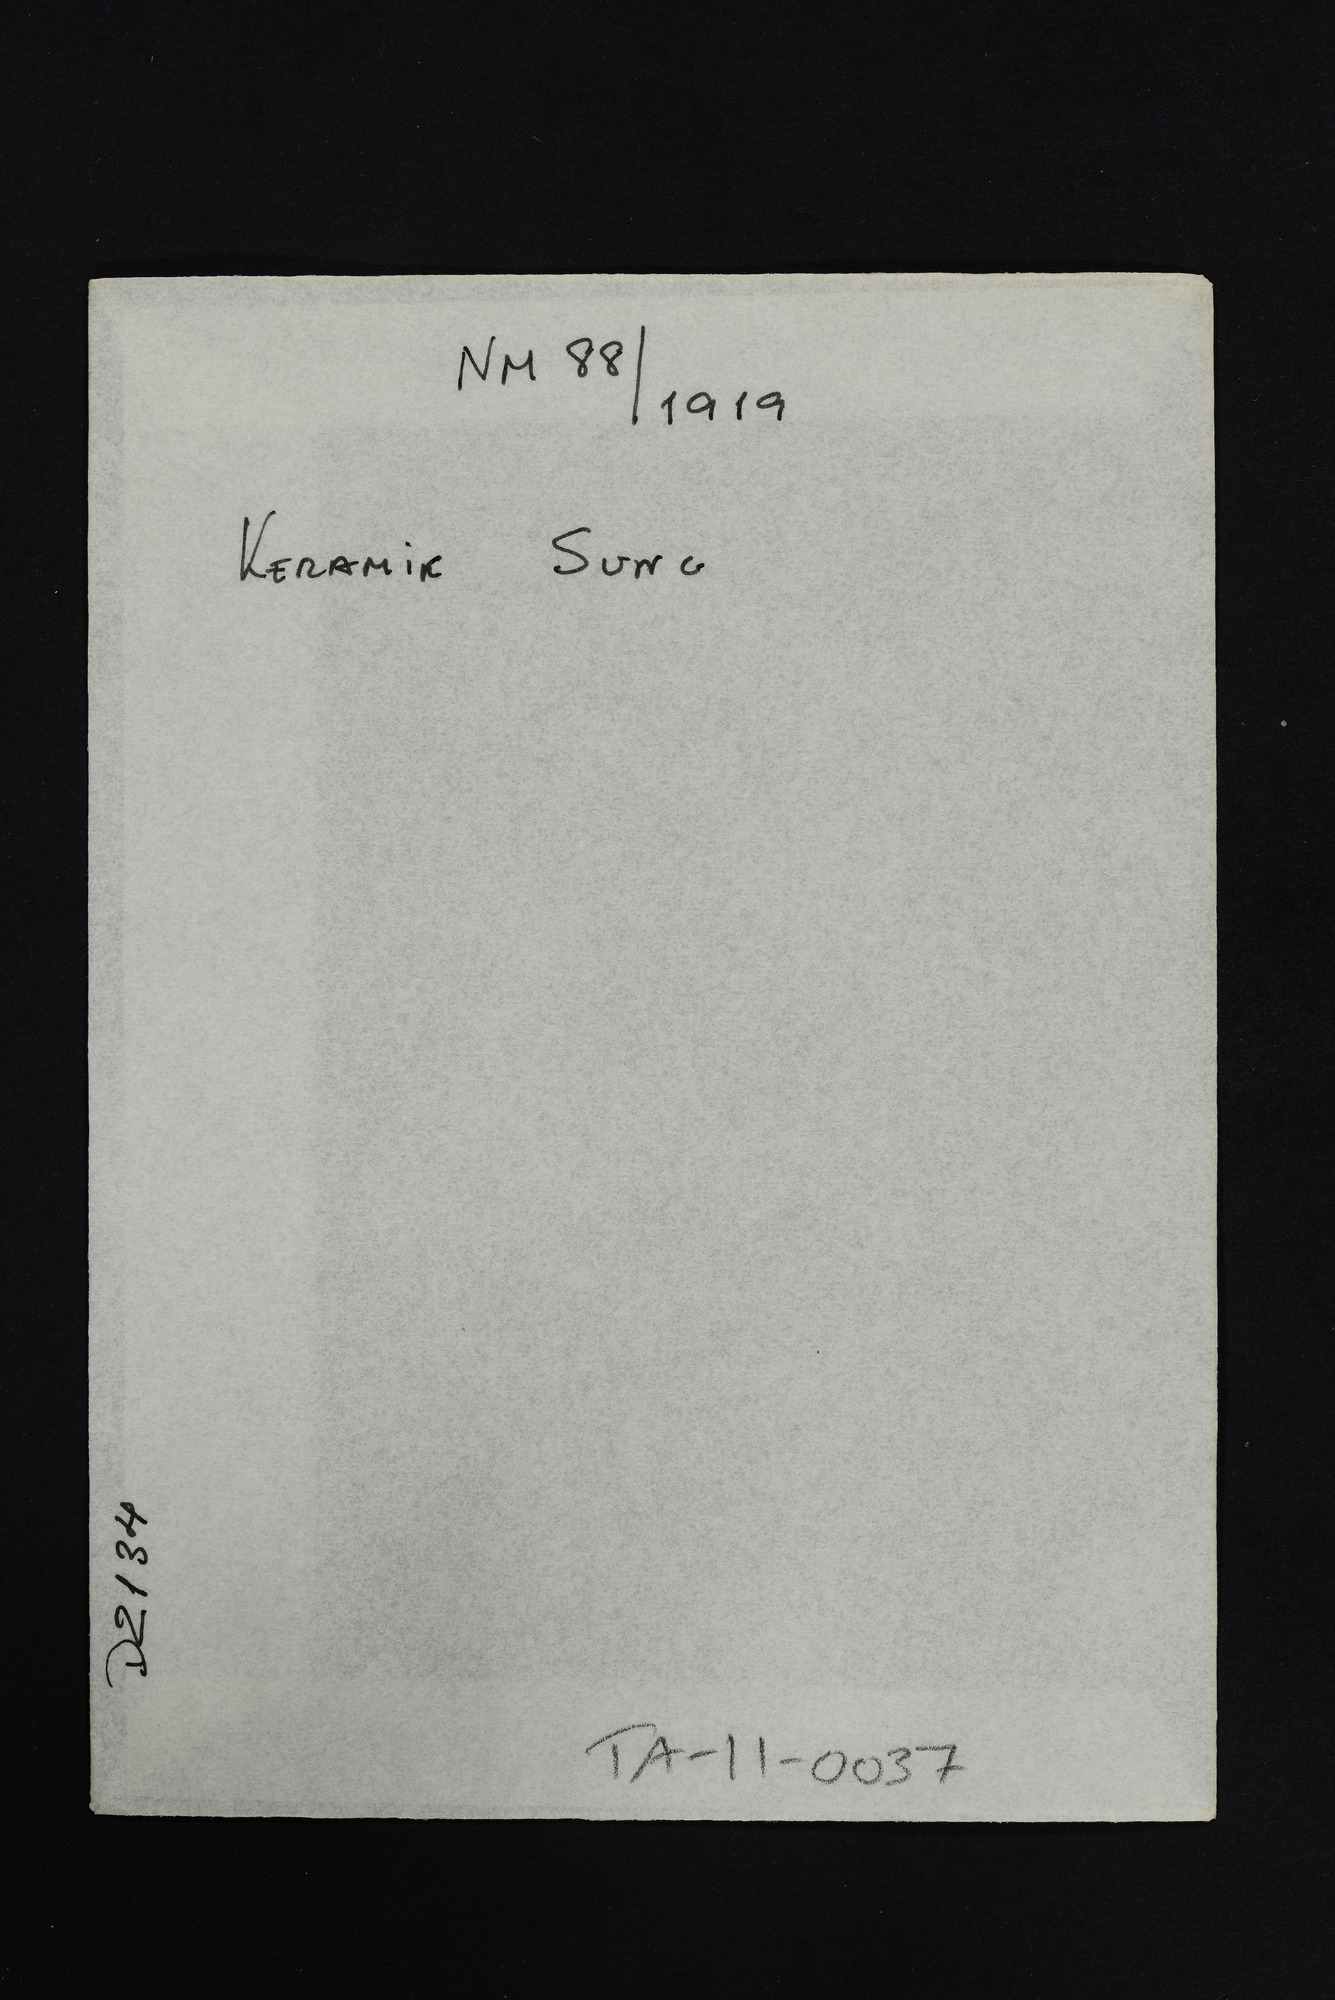 NM 88/1919
KERAMiK SUNG
D2134
TA-11-0037